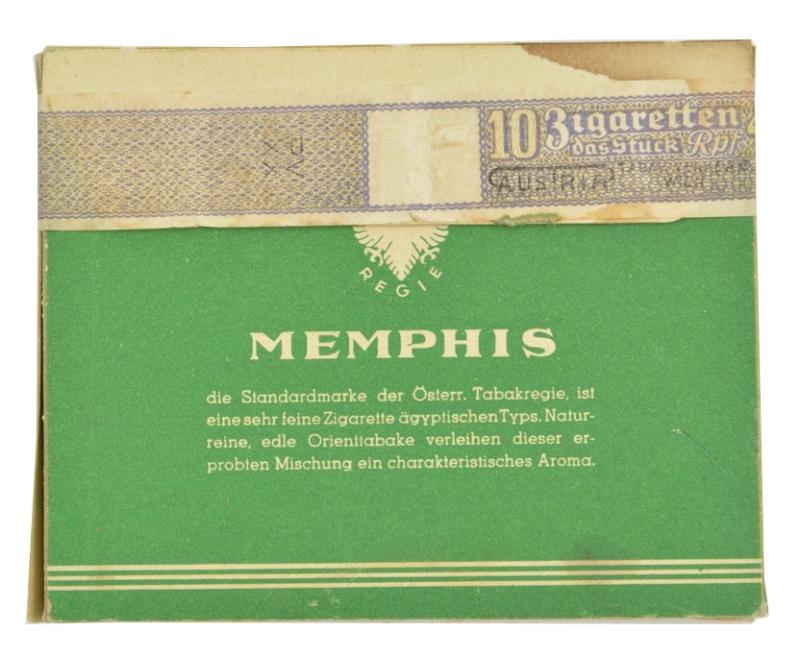 10 Zigaretten
das Stück Rpf
AUSTRIA WIEN
REGIE
MEMPHIS
die Standardmarke der Österr. Tabakregie, ist
eine sehr feine Zigarette ägyptischen Typs. Natur-
reine, edle Orienttabake verleihen dieser er-
probten Mischung ein charakteristisches Aroma.